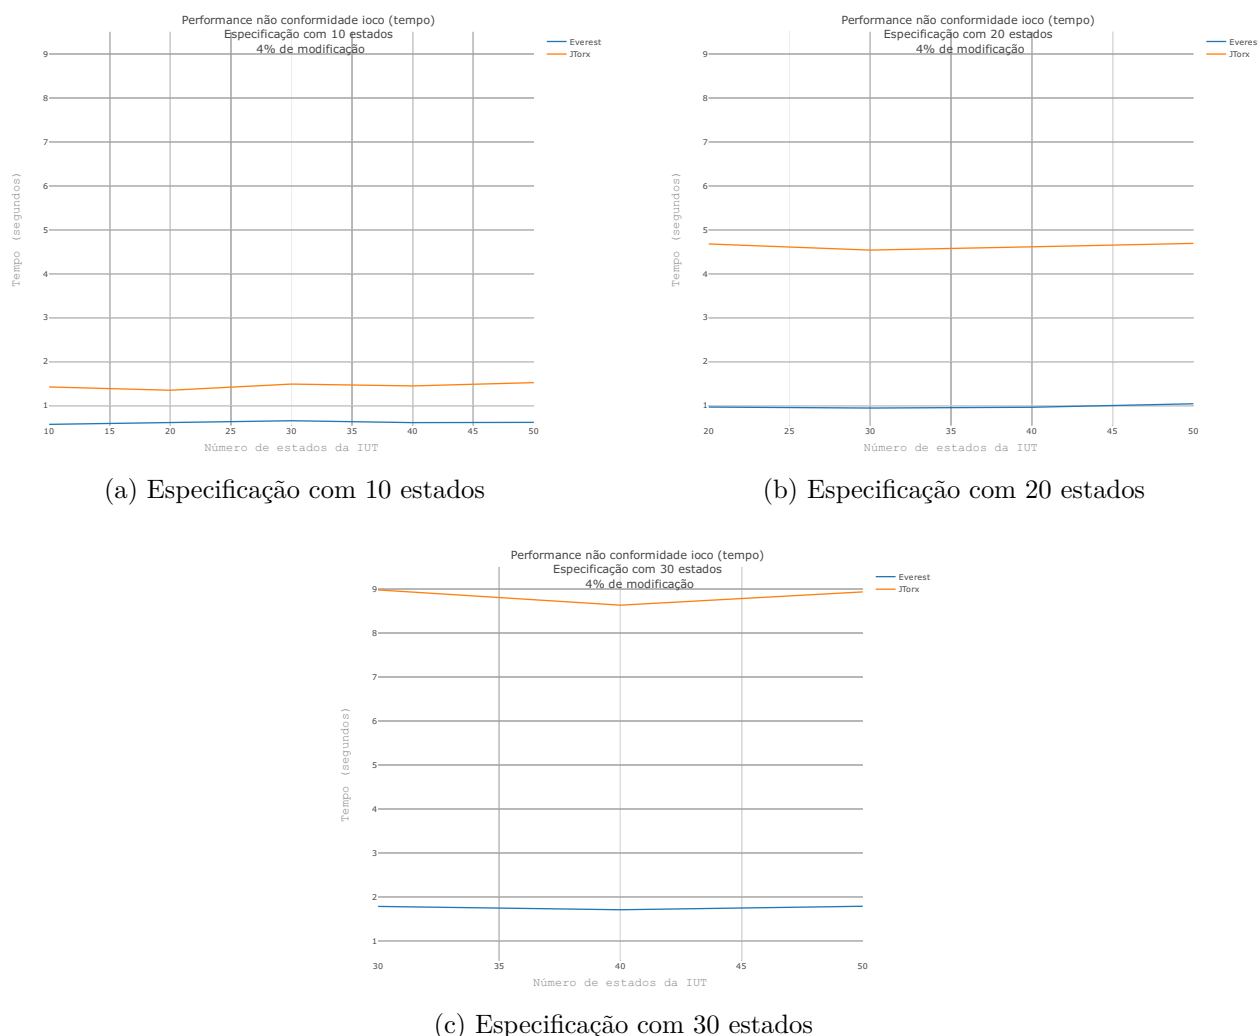 Performance não conformidade ioco (tempo)
Especificação com 10 estados
4% de modificação
Everest
JTorx
9
8
7
6
5
4
3
2
1
Tempo (segundos)
10 15 20 25 30 35 40 45 50
Número de estados da IUT
(a) Especificação com 10 estados
Performance não conformidade ioco (tempo)
Especificação com 20 estados
4% de modificação
Everes
JTorx
9
8
7
6
5
4
3
2
1
Tempo (segundos)
20 25 30 35 40 45 50
Número de estados da IUT
(b) Especificação com 20 estados
Performance não conformidade ioco (tempo)
Especificação com 30 estados
4% de modificação
Everest
JTorx
9
8
7
6
5
4
3
2
1
Tempo (segundos)
30 35 40 45 50
Número de estados da IUT
(c) Especificação com 30 estados